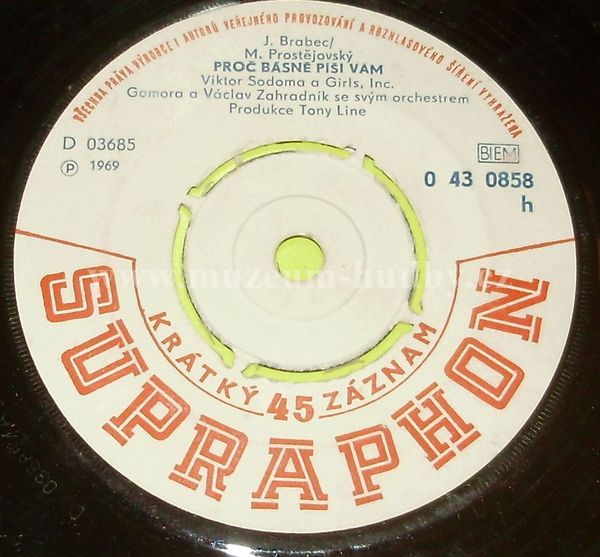 VŠECHNA PRÁVA VÝROBCE I AUTORŮ VEŘEJNÉHO PROVOZOVÁNÍ A ROZHLASOVÉHO ŠÍŘENÍ VYHRAŽENA
J. Brabec/
M. Prostějovský
PROČ BÁSNĚ PÍŠI VÁM
Viktor Sodoma a Girls, Inc.
Gomora a Václav Zahradník se svým orchestrem
Produkce Tony Line
D 03685
Ⓟ 1969
BIEM
0 43 0858
h
www.muzeum-hudby.cz
KRÁTKÝ 45 ZÁZNAM
SUPRAPHON